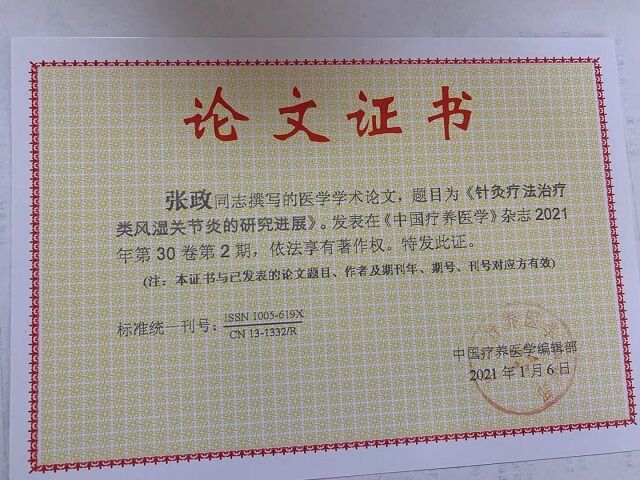 论文证书
张政同志撰写的医学学术论文，题目为《针灸疗法治疗
类风湿关节炎的研究进展》。发表在《中国疗养医学》杂志 2021
年第 30 卷第 2 期，依法享有著作权。特发此证。
(注：本证书与已发表的论文题目、作者及期刊年、期号、刊号对应方有效)
标准统一刊号：
ISSN 1005-619X
CN 13-1332/R
中国疗养医学编辑部
2021 年 1 月 6 日